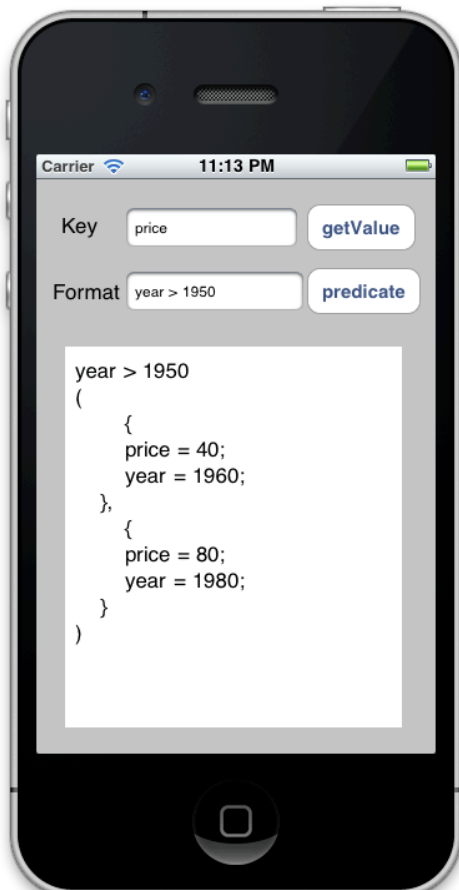 Carrier 11:13 PM
Key price getValue
Format year > 1950 predicate
year > 1950
(
{
price = 40;
year = 1960;
},
{
price = 80;
year = 1980;
}
)